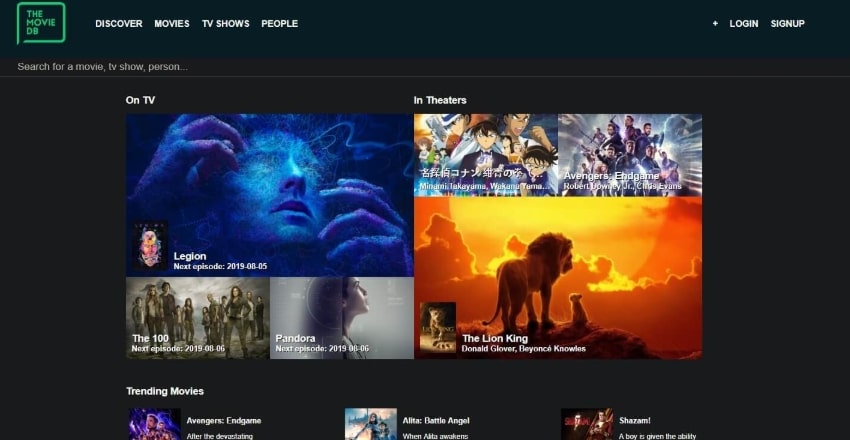 THE
MOVIE
DB
DISCOVER MOVIES TV SHOWS PEOPLE
+ LOGIN SIGNUP
Search for a movie, tv show, person...
On TV
In Theaters
Legion
Next episode: 2019-08-05
The 100
Next episode: 2019-08-06
Pandora
Next episode: 2019-08-06
名探偵コナン 紺青の拳 (...
Minami Takayama, Wakana Yama...
Avengers: Endgame
Robert Downey Jr., Chris Evans
The Lion King
Donald Glover, Beyoncé Knowles
Trending Movies
Avengers: Endgame
After the devastating
Alita: Battle Angel
When Alita awakens
Shazam!
A boy is given the ability